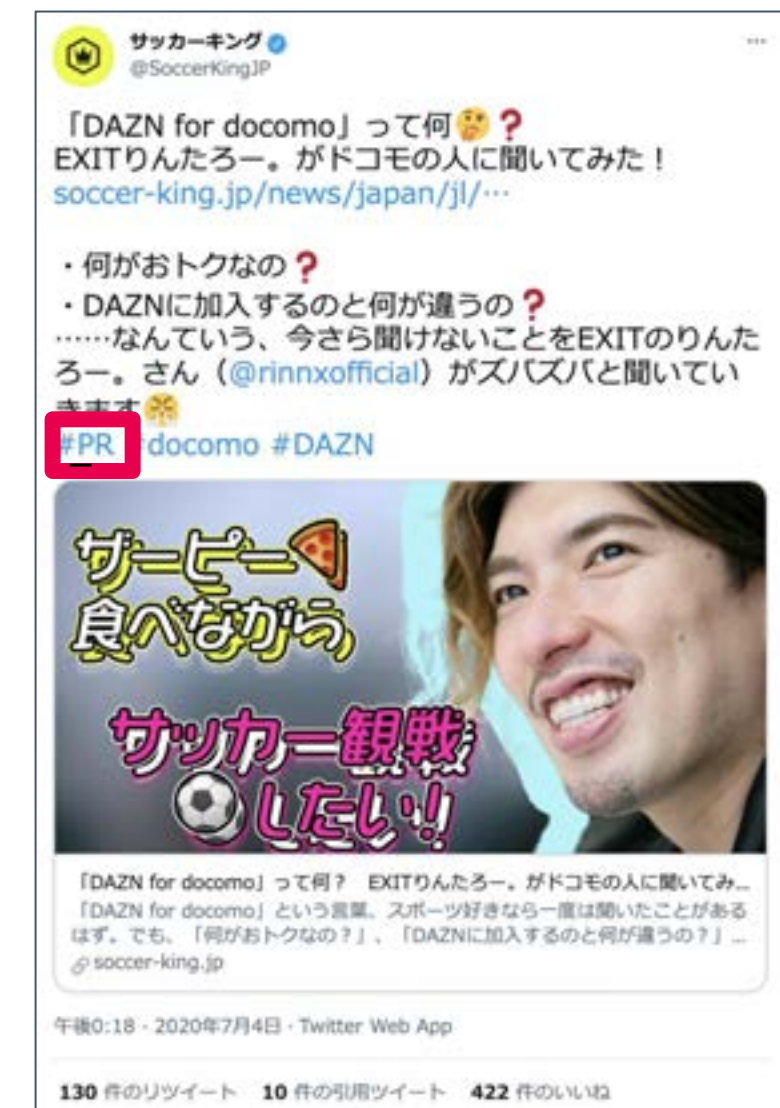 サッカーキング
@SoccerKingJP
「DAZN for docomo」って何🤔❓
EXITりんたろー。がドコモの人に聞いてみた！
soccer-king.jp/news/japan/jl/…
・何がおトクなの❓
・DAZNに加入するのと何が違うの❓
……なんていう、今さら聞けないことをEXITのりんた
ろー。さん（@rinnxofficial）がズバズバと聞いてい
きます😤
#PR #docomo #DAZN
ザーピー🍕
食べながら
サッカー観戦
⚽したい!!
「DAZN for docomo」って何？　EXITりんたろー。がドコモの人に聞いてみ...
「DAZN for docomo」という言葉、スポーツ好きなら一度は聞いたことがある
はず。でも、「何がおトクなの？」、「DAZNに加入するのと何が違うの？」...
soccer-king.jp
午後0:18 · 2020年7月4日 · Twitter Web App
130 件のリツイート　10 件の引用ツイート　422 件のいいね